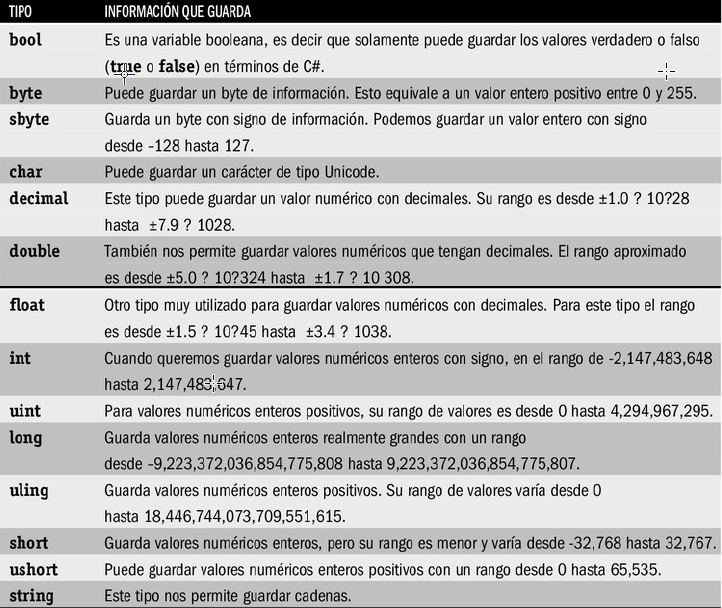 TIPO INFORMACIÓN QUE GUARDA
bool Es una variable booleana, es decir que solamente puede guardar los valores verdadero o falso
(true o false) en términos de C#.
byte Puede guardar un byte de información. Esto equivale a un valor entero positivo entre 0 y 255.
sbyte Guarda un byte con signo de información. Podemos guardar un valor entero con signo
desde -128 hasta 127.
char Puede guardar un carácter de tipo Unicode.
decimal Este tipo puede guardar un valor numérico con decimales. Su rango es desde ±1.0 ? 10?28
hasta ±7.9 ? 1028.
double También nos permite guardar valores numéricos que tengan decimales. El rango aproximado
es desde ±5.0 ? 10?324 hasta ±1.7 ? 10 308.
float Otro tipo muy utilizado para guardar valores numéricos con decimales. Para este tipo el rango
es desde ±1.5 ? 10?45 hasta ±3.4 ? 1038.
int Cuando queremos guardar valores numéricos enteros con signo, en el rango de -2,147,483,648
hasta 2,147,483,647.
uint Para valores numéricos enteros positivos, su rango de valores es desde 0 hasta 4,294,967,295.
long Guarda valores numéricos enteros realmente grandes con un rango
desde -9,223,372,036,854,775,808 hasta 9,223,372,036,854,775,807.
uling Guarda valores numéricos enteros positivos. Su rango de valores varía desde 0
hasta 18,446,744,073,709,551,615.
short Guarda valores numéricos enteros, pero su rango es menor y varía desde -32,768 hasta 32,767.
ushort Puede guardar valores numéricos enteros positivos con un rango desde 0 hasta 65,535.
string Este tipo nos permite guardar cadenas.